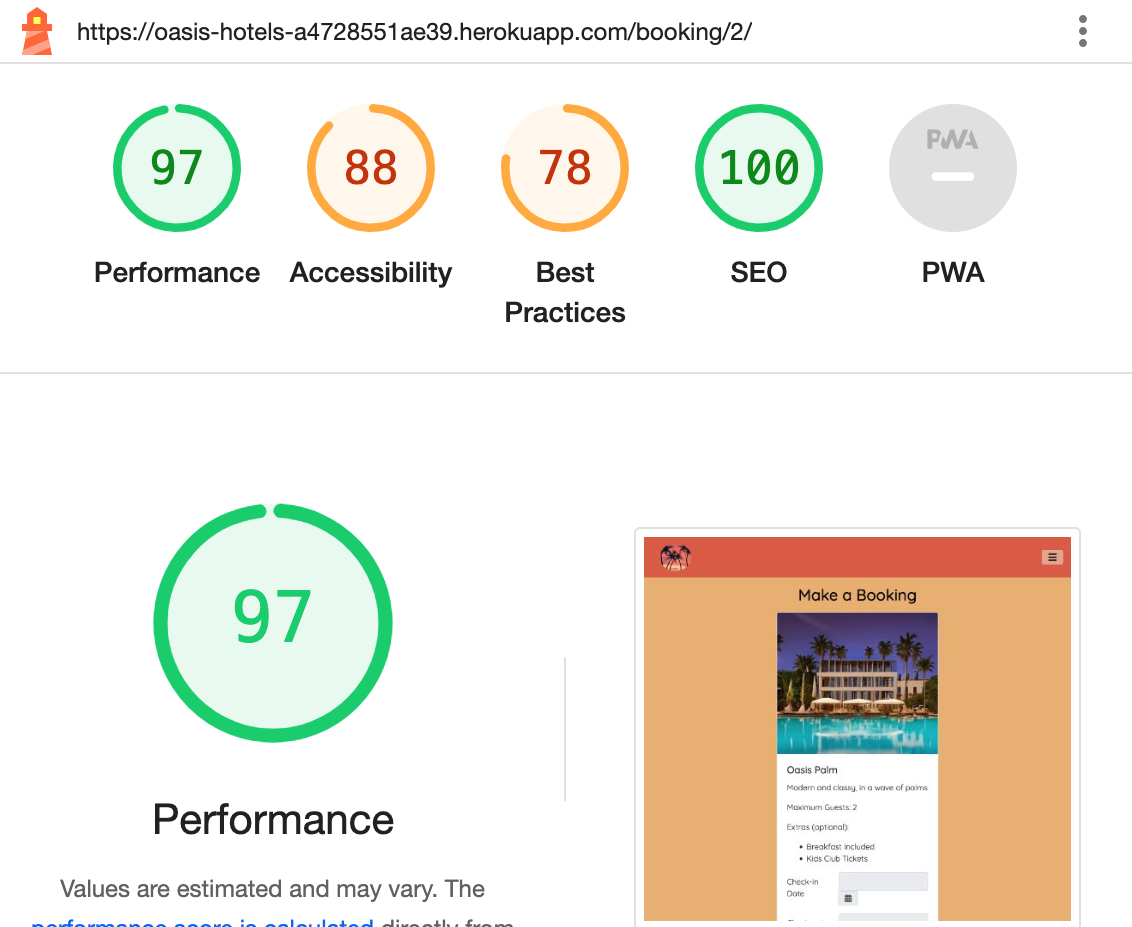 https://oasis-hotels-a4728551ae39.herokuapp.com/booking/2/
97
88
78
100
PWA
Performance
Accessibility
Best
Practices
SEO
PWA
97
Performance
Values are estimated and may vary. The
performance score is calculated directly from
Make a Booking
Oasis Palm
Modern and classy, in a wave of palms
Maximum Guests: 2
Extras (optional):
Breakfast Included
Kids Club Tickets
Check-in
Date